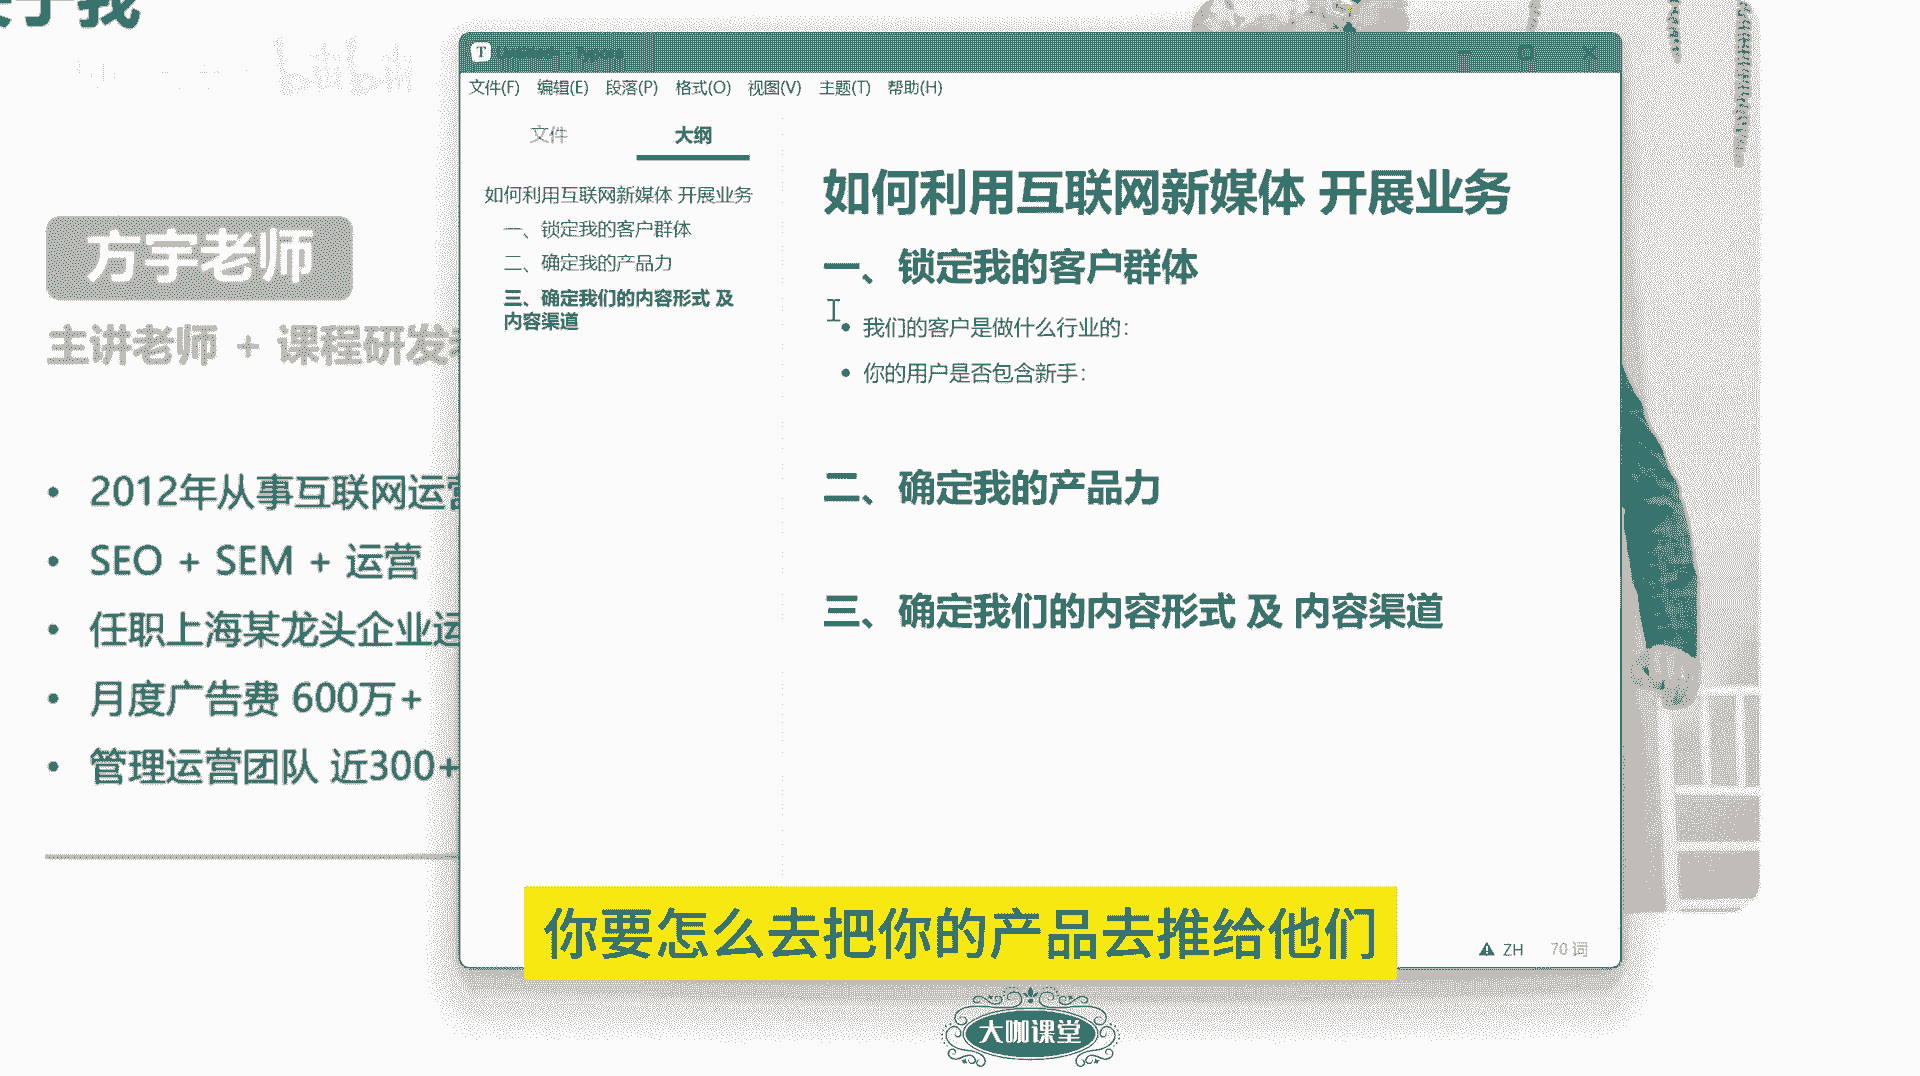 bilibili
方宇老师
主讲老师 + 课程研发
2012年从事互联网运营
SEO + SEM + 运营
任职上海某龙头企业运
月度广告费 600万+
管理运营团队 近300+
文件(F) 编辑(E) 段落(P) 格式(O) 视图(V) 主题(T) 帮助(H)
文件 大纲
如何利用互联网新媒体 开展业务
一、锁定我的客户群体
二、确定我的产品力
三、确定我们的内容形式 及
内容渠道
如何利用互联网新媒体 开展业务
一、锁定我的客户群体
我们的客户是做什么行业的：
你的用户是否包含新手：
二、确定我的产品力
三、确定我们的内容形式 及 内容渠道
ZH 70 词
你要怎么去把你的产品去推给他们
大咖课堂